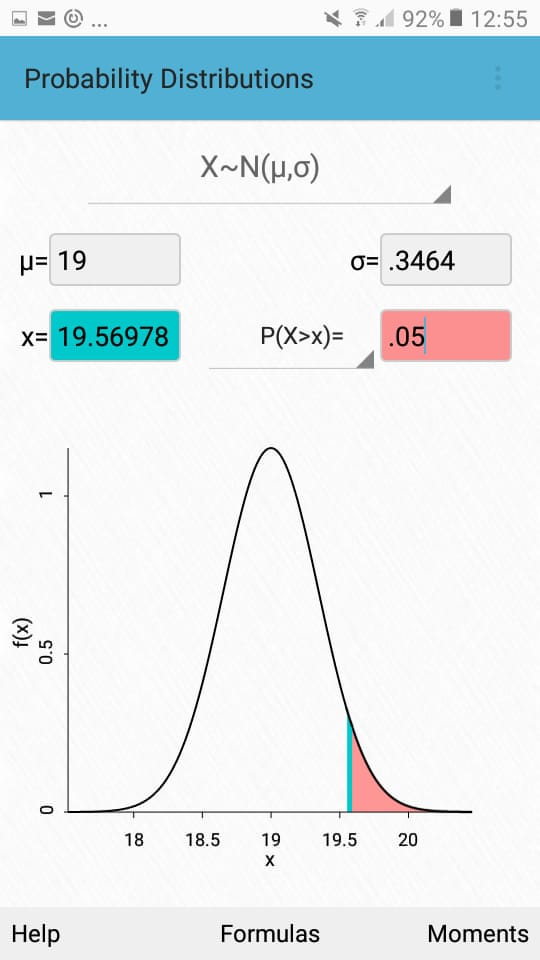 ... 92% 12:55
Probability Distributions
X~N(μ,σ)
μ= 19 σ= .3464
x= 19.56978 P(X>x)= .05
1
0.5
0
f(x)
18 18.5 19 19.5 20
x
Help Formulas Moments